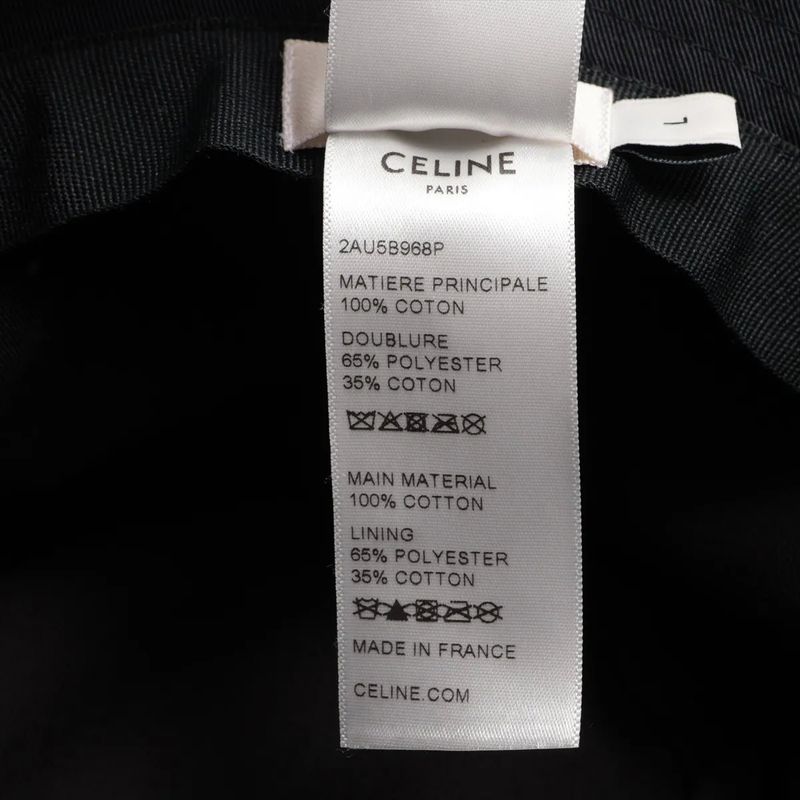 L
CELINE
PARIS
2AU5B968P
MATIERE PRINCIPALE
100% COTON
DOUBLURE
65% POLYESTER
35% COTON
MAIN MATERIAL
100% COTTON
LINING
65% POLYESTER
35% COTTON
MADE IN FRANCE
CELINE.COM